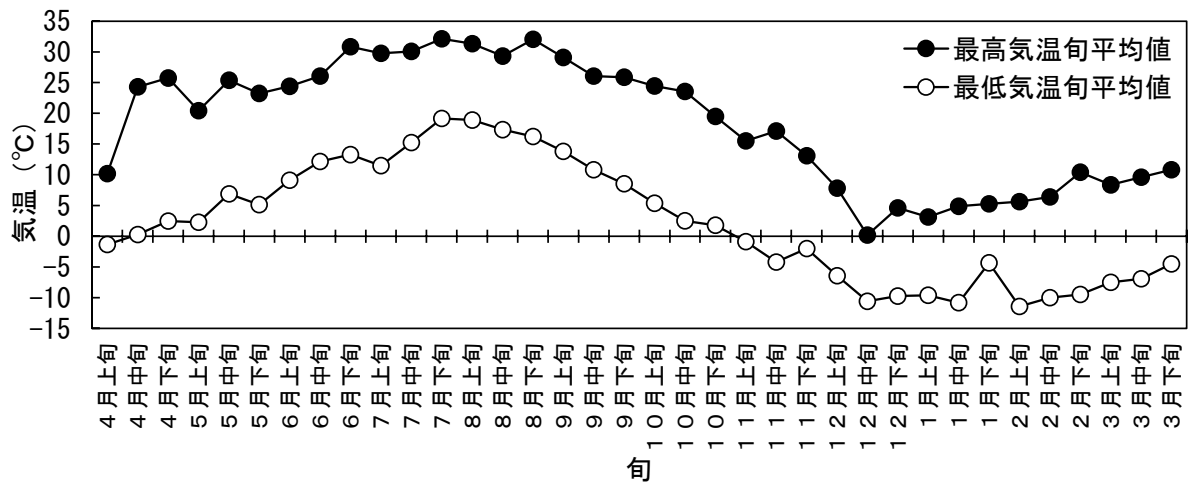 35
30
25
20
15
10
5
0
-5
-10
-15
気温（℃）
最高気温旬平均値
最低気温旬平均値
４月上旬
４月中旬
４月下旬
５月上旬
５月中旬
５月下旬
６月上旬
６月中旬
６月下旬
７月上旬
７月中旬
７月下旬
８月上旬
８月中旬
８月下旬
９月上旬
９月中旬
９月下旬
１０月上旬
１０月中旬
１０月下旬
１１月上旬
１１月中旬
１１月下旬
１２月上旬
１２月中旬
１２月下旬
１月上旬
１月中旬
１月下旬
２月上旬
２月中旬
２月下旬
３月上旬
３月中旬
３月下旬
旬